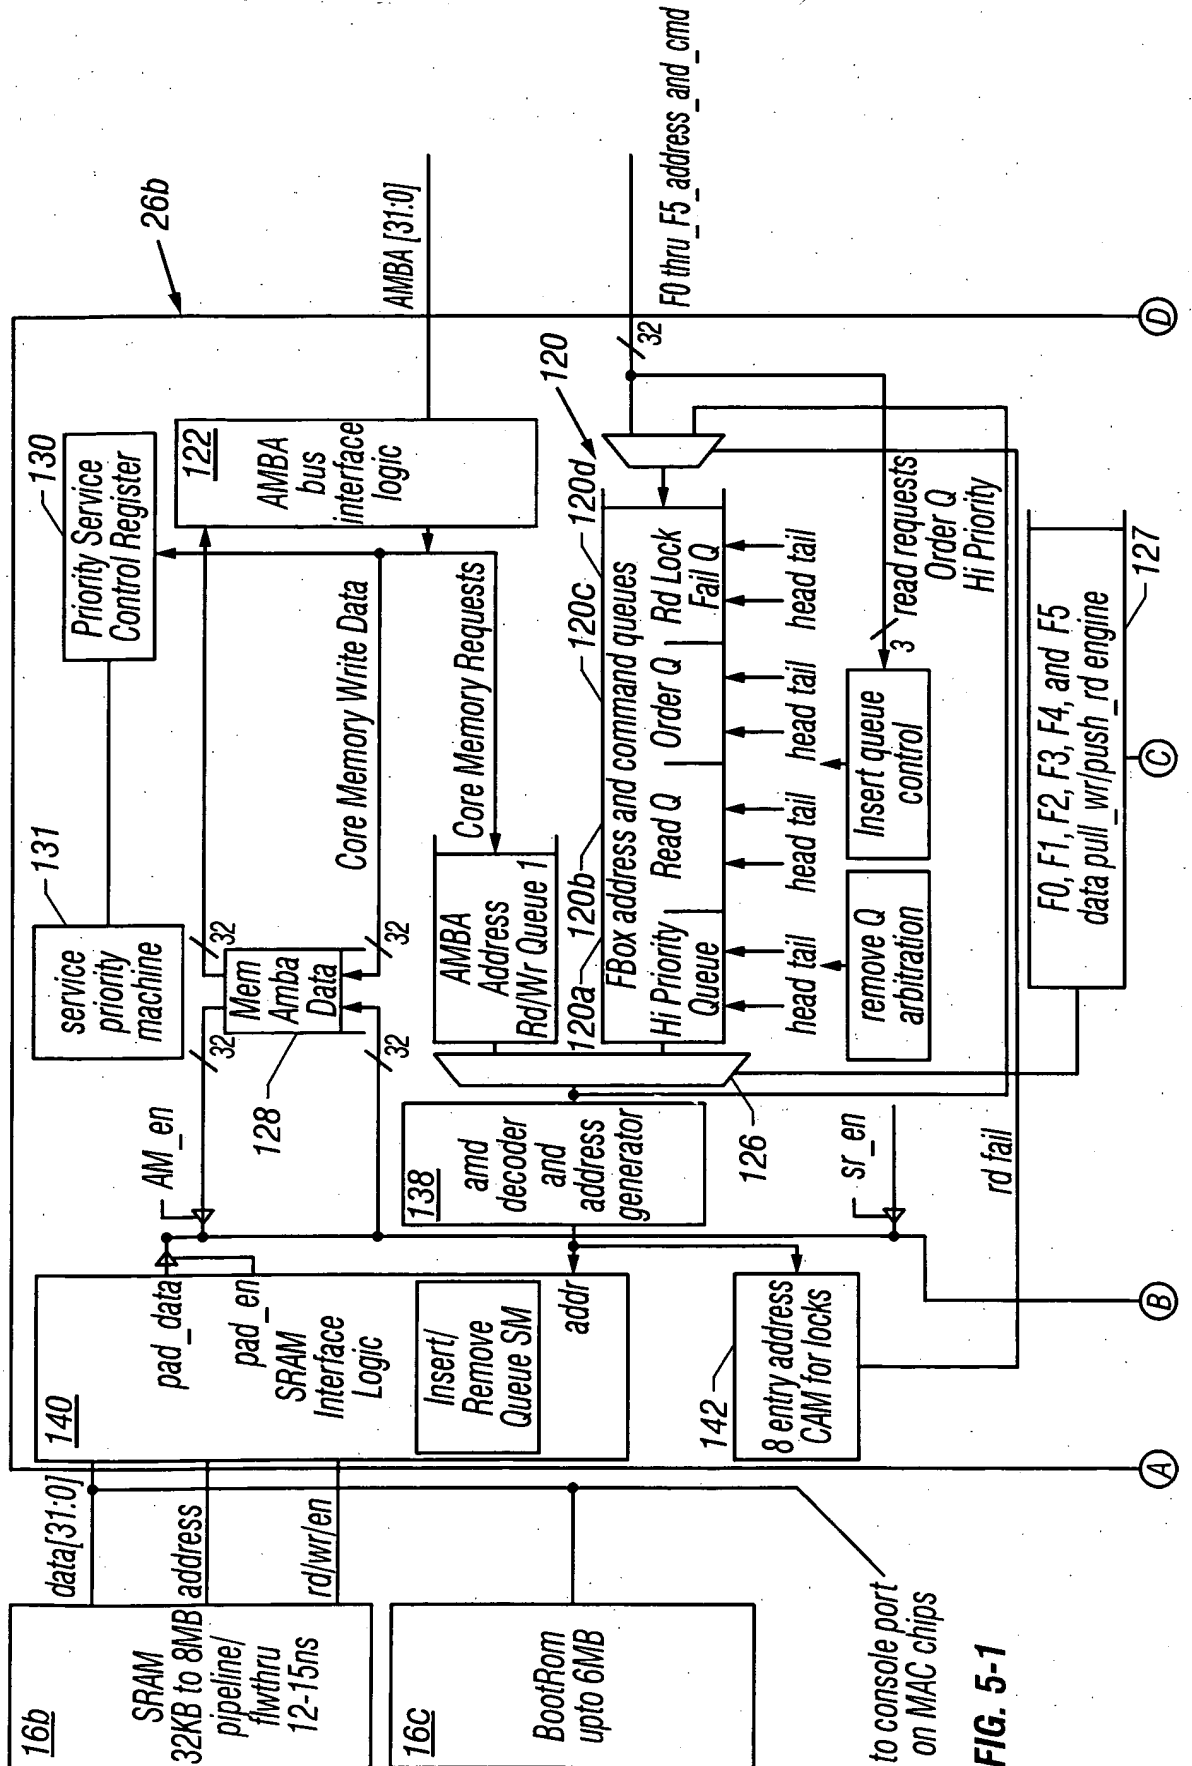 16b
SRAM
32KB to 8MB
pipeline/
flwthru
12-15ns
data[31:0]
address
rd/wr/en
16c
BootRom
upto 6MB
to console port
on MAC chips
140
pad_data
pad_en
SRAM
Interface
Logic
Insert/
Remove
Queue SM
addr
142
8 entry address
CAM for locks
AM_en
138
amd
decoder
and
address
generator
126
sr_en
rd fail
131
service
priority
machine
130
Priority Service
Control Register
32
32
Mem
Amba
Data
32
32
128
Core Memory Write Data
122
AMBA
bus
interface
logic
AMBA [31:0]
26b
Core Memory Requests
AMBA
Address
Rd/Wr Queue 1
120a
120b
120c
120d
120
FBox address and command queues
Hi Priority
Queue
Read Q
Order Q
Rd Lock
Fail Q
head tail
head tail
head tail
head tail
32
F0 thru F5_address_and_cmd
remove Q
arbitration
Insert queue
control
3
read requests
Order Q
Hi Priority
F0, F1, F2, F3, F4, and F5
data pull_wr/push_rd engine
127
A
B
C
D
FIG. 5-1